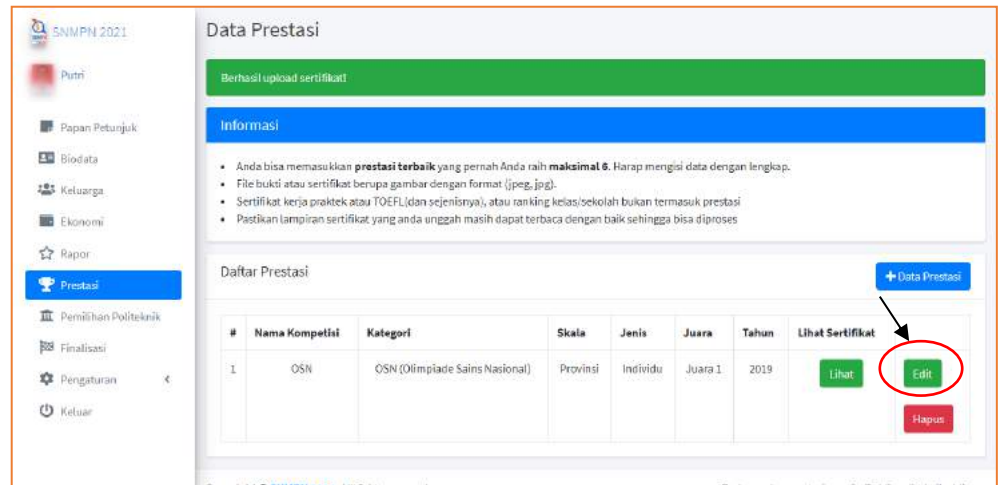 SNMPN 2021
Putri
Papan Petunjuk
Biodata
Keluarga
Ekonomi
Rapor
Prestasi
Pemilihan Politeknik
Finalisasi
Pengaturan
Keluar
Data Prestasi
Berhasil upload sertifikat!
Informasi
Anda bisa memasukkan prestasi terbaik yang pernah Anda raih maksimal 6. Harap mengisi data dengan lengkap.
File bukti atau sertifikat berupa gambar dengan format (jpeg, jpg).
Sertifikat kerja praktek atau TOEFL(dan sejenisnya), atau ranking kelas/sekolah bukan termasuk prestasi
Pastikan lampiran sertifikat yang anda unggah masih dapat terbaca dengan baik sehingga bisa diproses
Daftar Prestasi
+ Data Prestasi
# Nama Kompetisi Kategori Skala Jenis Juara Tahun Lihat Sertifikat
1 OSN OSN (Olimpiade Sains Nasional) Provinsi Individu Juara 1 2019 Lihat Edit
Hapus